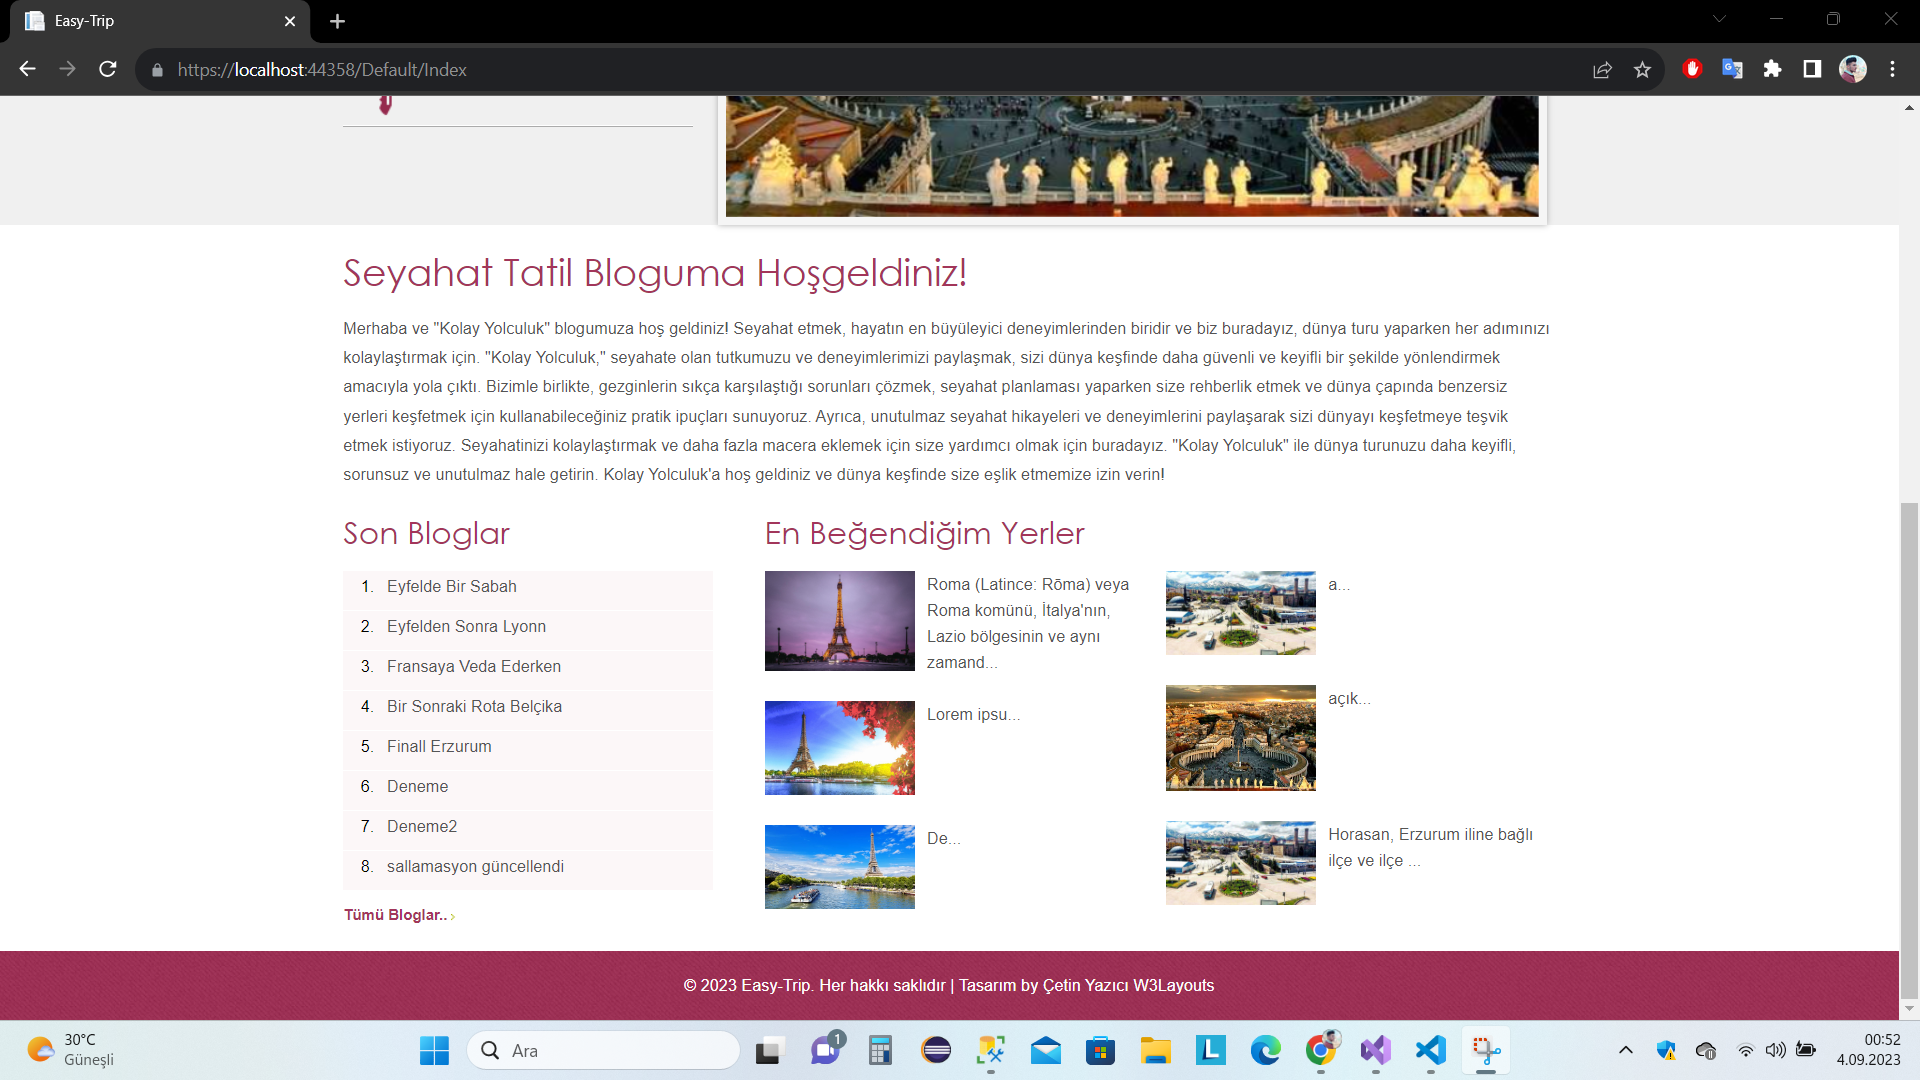 Easy-Trip
https://localhost:44358/Default/Index
Seyahat Tatil Bloguma Hoşgeldiniz!
Merhaba ve "Kolay Yolculuk" blogumuza hoş geldiniz! Seyahat etmek, hayatın en büyüleyici deneyimlerinden biridir ve biz buradayız, dünya turu yaparken her adımınızı
kolaylaştırmak için. "Kolay Yolculuk," seyahate olan tutkumuzu ve deneyimlerimizi paylaşmak, sizi dünya keşfinde daha güvenli ve keyifli bir şekilde yönlendirmek
amacıyla yola çıktı. Bizimle birlikte, gezginlerin sıkça karşılaştığı sorunları çözmek, seyahat planlaması yaparken size rehberlik etmek ve dünya çapında benzersiz
yerleri keşfetmek için kullanabileceğiniz pratik ipuçları sunuyoruz. Ayrıca, unutulmaz seyahat hikayeleri ve deneyimlerini paylaşarak sizi dünyayı keşfetmeye teşvik
etmek istiyoruz. Seyahatinizi kolaylaştırmak ve daha fazla macera eklemek için size yardımcı olmak için buradayız. "Kolay Yolculuk" ile dünya turunuzu daha keyifli,
sorunsuz ve unutulmaz hale getirin. Kolay Yolculuk'a hoş geldiniz ve dünya keşfinde size eşlik etmemize izin verin!
Son Bloglar
1. Eyfelde Bir Sabah
2. Eyfelden Sonra Lyonn
3. Fransaya Veda Ederken
4. Bir Sonraki Rota Belçika
5. Finall Erzurum
6. Deneme
7. Deneme2
8. sallamasyon güncellendi
Tümü Bloglar..
En Beğendiğim Yerler
Roma (Latince: Rōma) veya
Roma komünü, İtalya'nın,
Lazio bölgesinin ve aynı
zamand...
Lorem ipsu...
De...
a...
açık...
Horasan, Erzurum iline bağlı
ilçe ve ilçe ...
© 2023 Easy-Trip. Her hakkı saklıdır | Tasarım by Çetin Yazıcı W3Layouts
30°C
Güneşli
Ara
1
L
00:52
4.09.2023